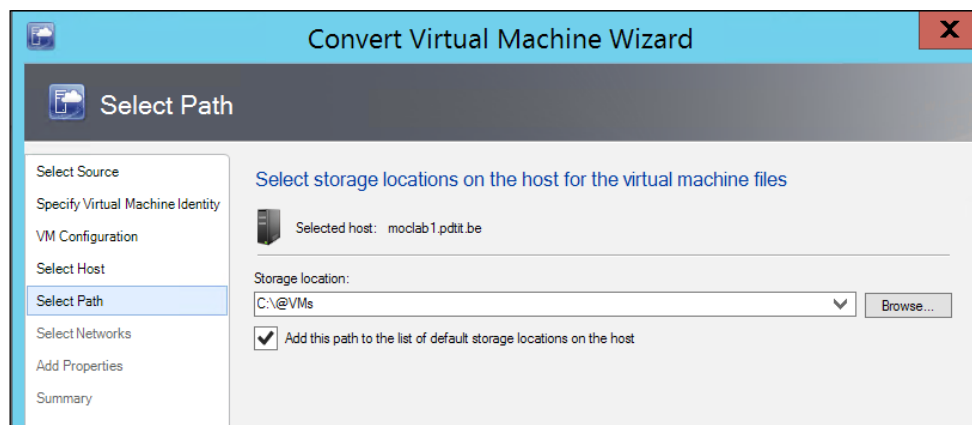 Convert Virtual Machine Wizard
X
Select Path
Select Source
Specify Virtual Machine Identity
VM Configuration
Select Host
Select Path
Select Networks
Add Properties
Summary
Select storage locations on the host for the virtual machine files
Selected host: moclab1.pdtit.be
Storage location:
C:\@VMs
Browse...
Add this path to the list of default storage locations on the host